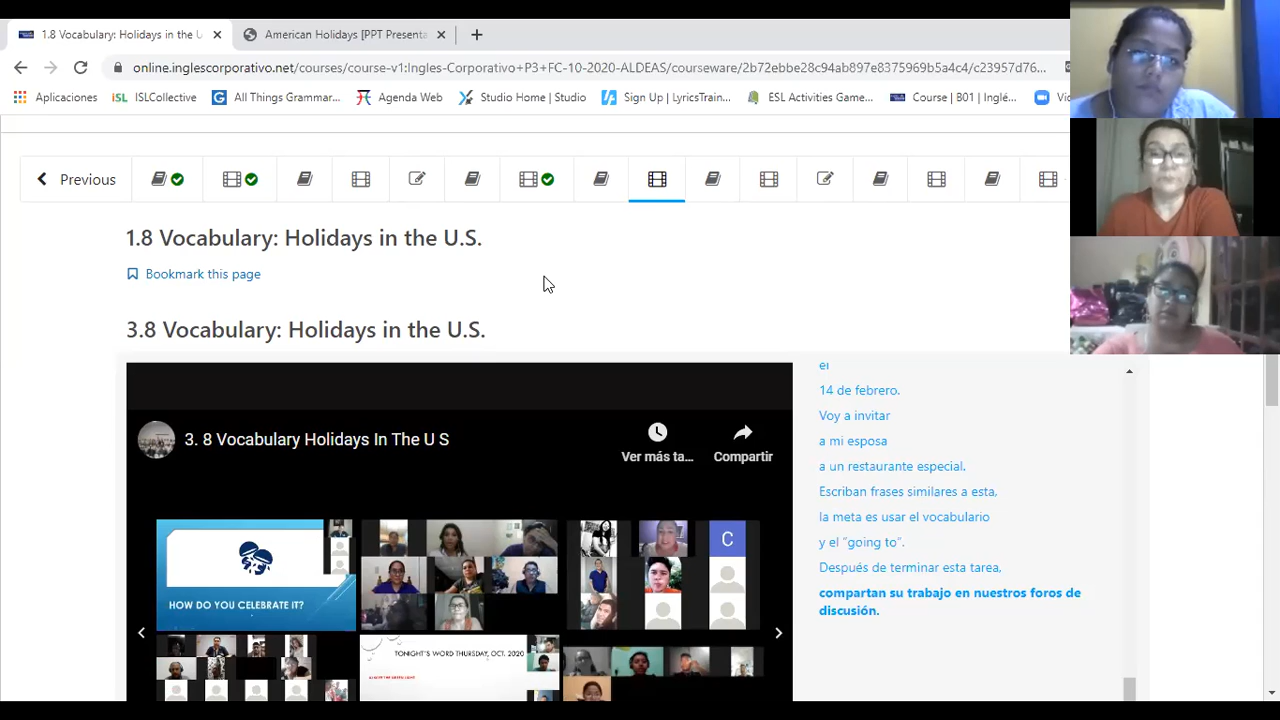 1.8 Vocabulary: Holidays in the U
American Holidays [PPT Presenta
online.inglescorporativo.net/courses/course-v1:Ingles-Corporativo+P3+FC-10-2020-ALDEAS/courseware/2b72ebbe28c94ab897e8375969b5a4c4/c23957d76...
Aplicaciones
iSL ISLCollective
All Things Grammar...
Agenda Web
Studio Home | Studio
Sign Up | LyricsTrain...
ESL Activities Game...
Course | B01 | Inglé...
Previous
1.8 Vocabulary: Holidays in the U.S.
Bookmark this page
3.8 Vocabulary: Holidays in the U.S.
el
14 de febrero.
Voy a invitar
a mi esposa
a un restaurante especial.
Escriban frases similares a esta,
la meta es usar el vocabulario
y el “going to”.
Después de terminar esta tarea,
compartan su trabajo en nuestros foros de
discusión.
3. 8 Vocabulary Holidays In The U S
Ver más ta...
Compartir
C
HOW DO YOU CELEBRATE IT?
TONIGHT'S WORD THURSDAY, OCT. 2020